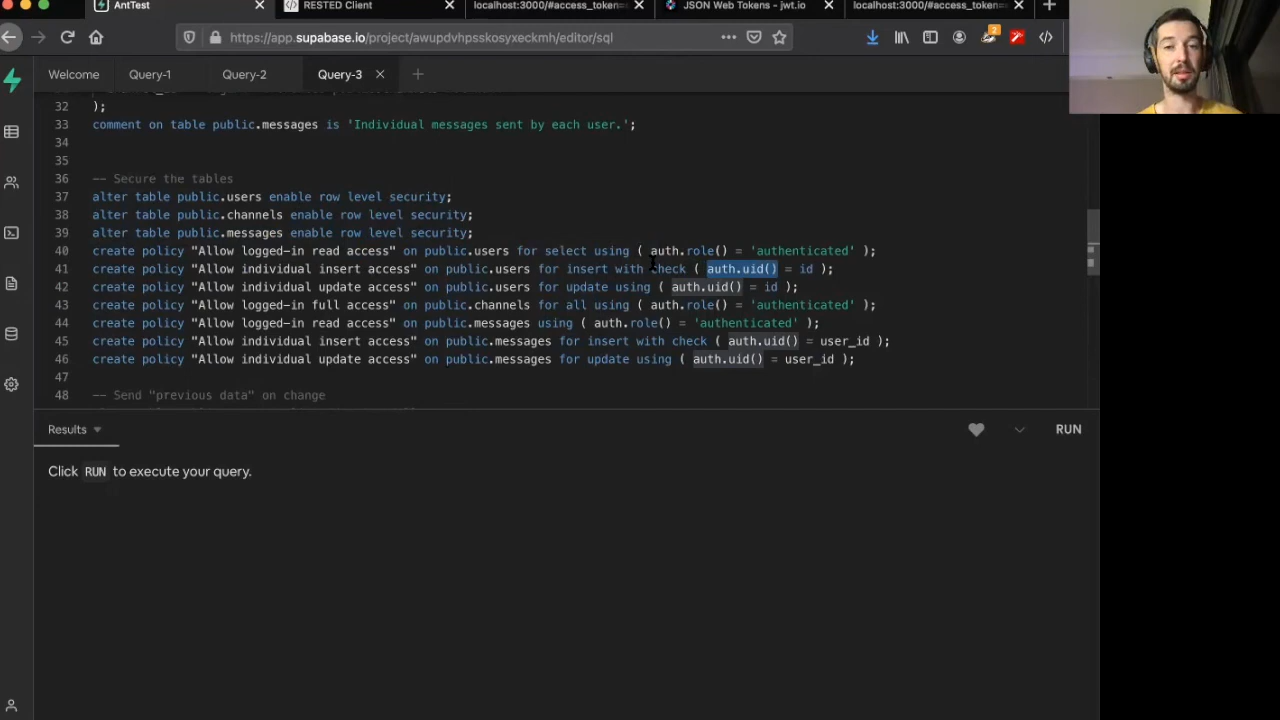 AntTest
RESTED Client
localhost:3000/#access_token=
JSON Web Tokens - jwt.io
localhost:3000/#access_token=
https://app.supabase.io/project/awupdvhpsskosyxeckmh/editor/sql
Welcome
Query-1
Query-2
Query-3
32 );
33 comment on table public.messages is 'Individual messages sent by each user.';
34
35
36 -- Secure the tables
37 alter table public.users enable row level security;
38 alter table public.channels enable row level security;
39 alter table public.messages enable row level security;
40 create policy "Allow logged-in read access" on public.users for select using ( auth.role() = 'authenticated' );
41 create policy "Allow individual insert access" on public.users for insert with check ( auth.uid() = id );
42 create policy "Allow individual update access" on public.users for update using ( auth.uid() = id );
43 create policy "Allow logged-in full access" on public.channels for all using ( auth.role() = 'authenticated' );
44 create policy "Allow logged-in read access" on public.messages using ( auth.role() = 'authenticated' );
45 create policy "Allow individual insert access" on public.messages for insert with check ( auth.uid() = user_id );
46 create policy "Allow individual update access" on public.messages for update using ( auth.uid() = user_id );
47
48 -- Send "previous data" on change
Results
RUN
Click RUN to execute your query.